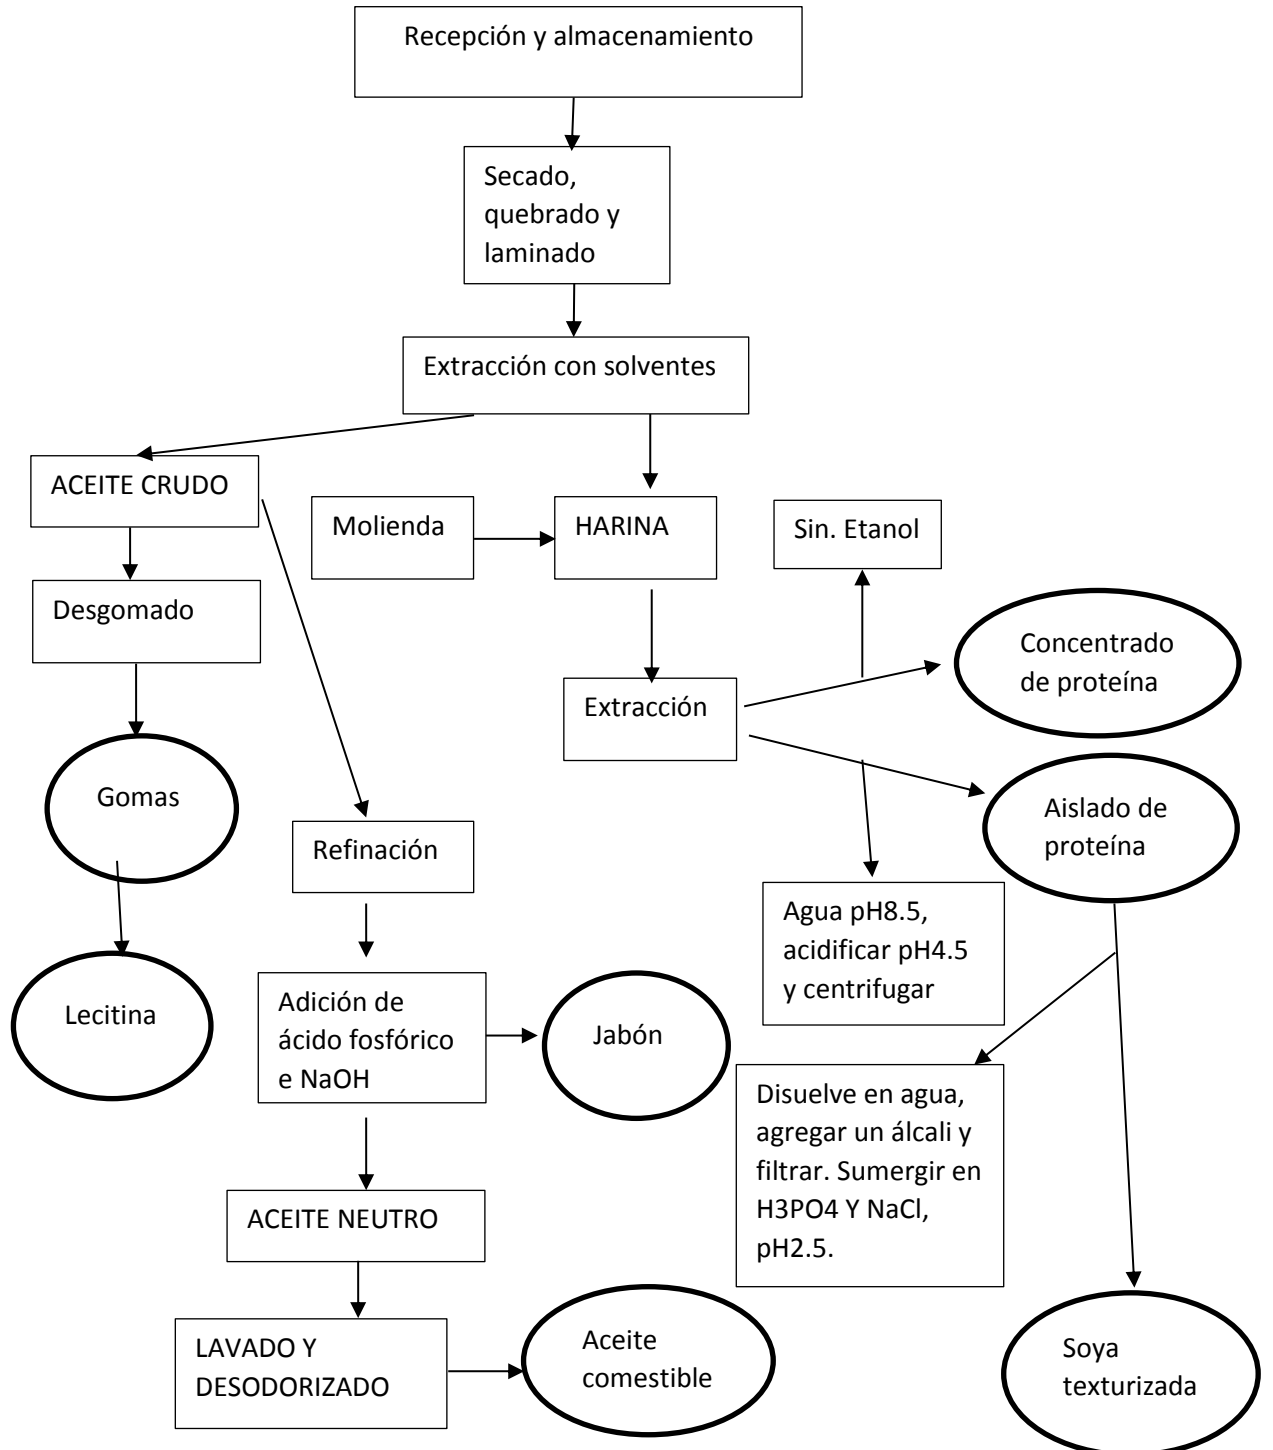 Recepción y almacenamiento
Secado,
quebrado y
laminado
Extracción con solventes
ACEITE CRUDO
Molienda
HARINA
Sin. Etanol
Desgomado
Extracción
Concentrado
de proteína
Gomas
Refinación
Aislado de
proteína
Agua pH8.5,
acidificar pH4.5
y centrifugar
Lecitina
Adición de
ácido fosfórico
e NaOH
Jabón
Disuelve en agua,
agregar un álcali y
filtrar. Sumergir en
H3PO4 Y NaCl,
pH2.5.
ACEITE NEUTRO
LAVADO Y
DESODORIZADO
Aceite
comestible
Soya
texturizada